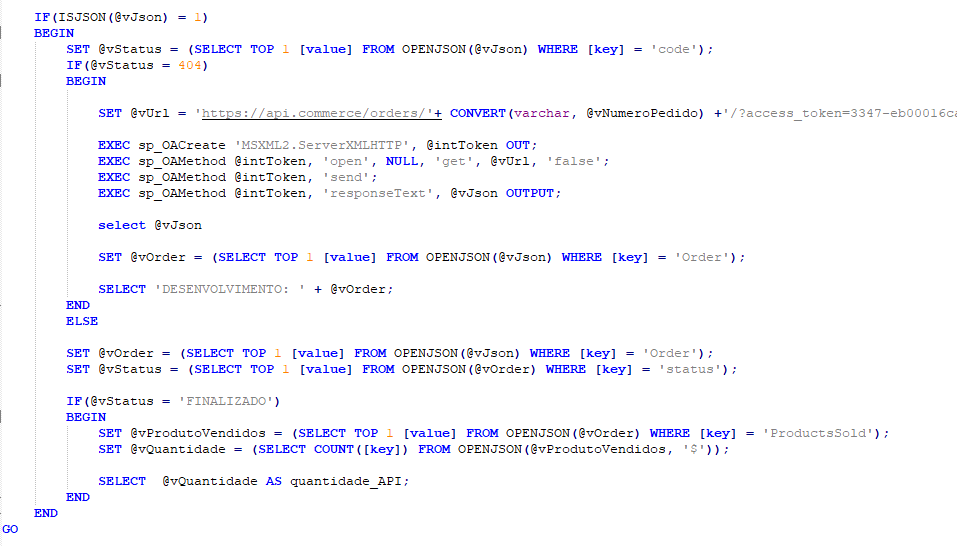 IF(ISJSON(@vJson) = 1)
BEGIN
SET @vStatus = (SELECT TOP 1 [value] FROM OPENJSON(@vJson) WHERE [key] = 'code');
IF(@vStatus = 404)
BEGIN
SET @vUrl = 'https://api.commerce/orders/'+ CONVERT(varchar, @vNumeroPedido) +'/?access_token=3347-eb00016ca
EXEC sp_OACreate 'MSXML2.ServerXMLHTTP', @intToken OUT;
EXEC sp_OAMethod @intToken, 'open', NULL, 'get', @vUrl, 'false';
EXEC sp_OAMethod @intToken, 'send';
EXEC sp_OAMethod @intToken, 'responseText', @vJson OUTPUT;
select @vJson
SET @vOrder = (SELECT TOP 1 [value] FROM OPENJSON(@vJson) WHERE [key] = 'Order');
SELECT 'DESENVOLVIMENTO: ' + @vOrder;
END
ELSE
SET @vOrder = (SELECT TOP 1 [value] FROM OPENJSON(@vJson) WHERE [key] = 'Order');
SET @vStatus = (SELECT TOP 1 [value] FROM OPENJSON(@vOrder) WHERE [key] = 'status');
IF(@vStatus = 'FINALIZADO')
BEGIN
SET @vProdutoVendidos = (SELECT TOP 1 [value] FROM OPENJSON(@vOrder) WHERE [key] = 'ProductsSold');
SET @vQuantidade = (SELECT COUNT([key]) FROM OPENJSON(@vProdutoVendidos, '$'));
SELECT  @vQuantidade AS quantidade_API;
END
END
GO